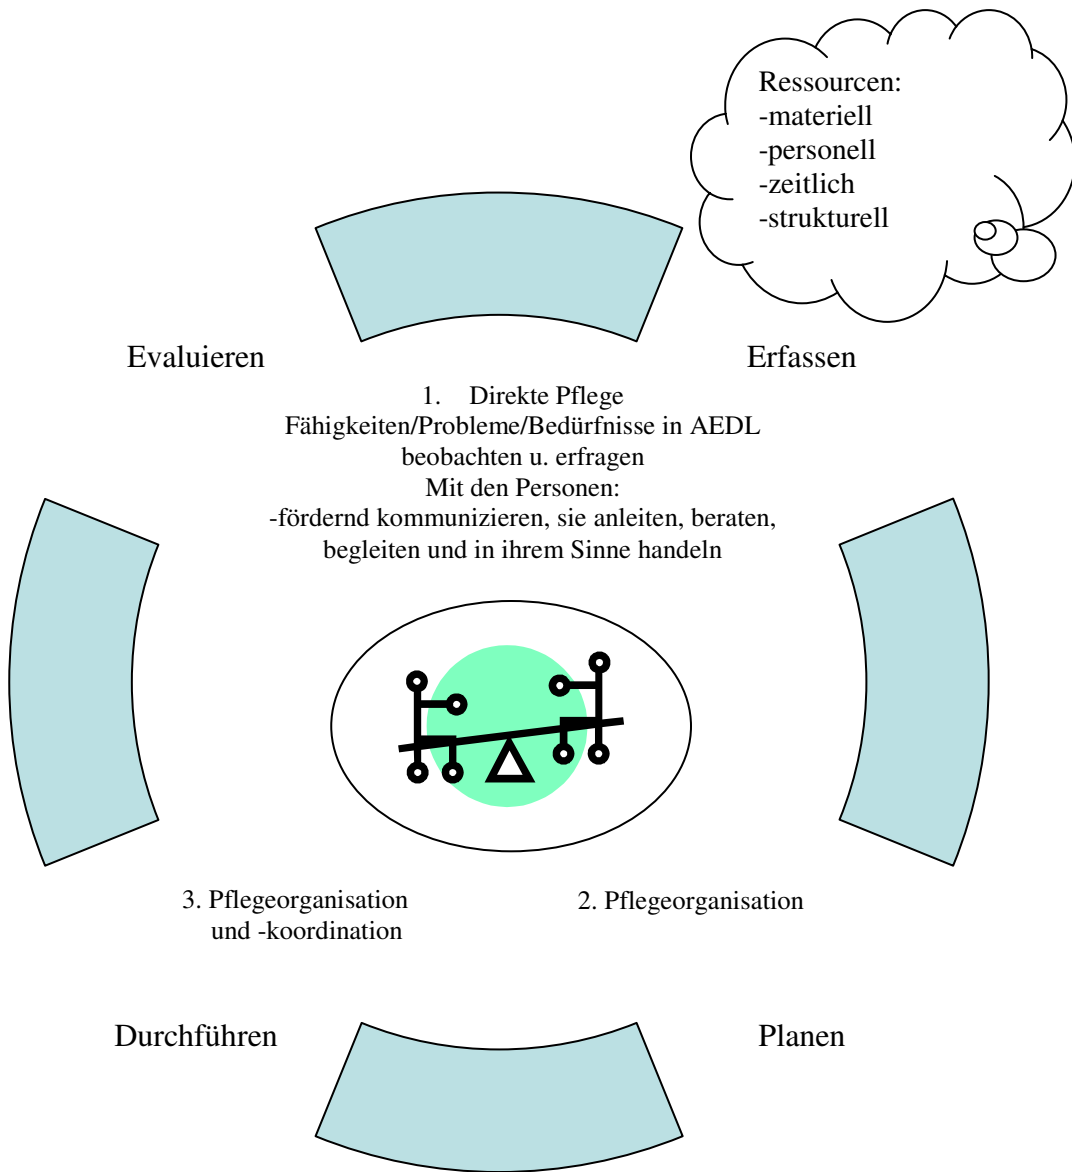 Ressourcen:
-materiell
-personell
-zeitlich
-strukturell
Evaluieren
Erfassen
1. Direkte Pflege
Fähigkeiten/Probleme/Bedürfnisse in AEDL
beobachten u. erfragen
Mit den Personen:
-fördernd kommunizieren, sie anleiten, beraten,
begleiten und in ihrem Sinne handeln
3. Pflegeorganisation
und -koordination
2. Pflegeorganisation
Durchführen
Planen